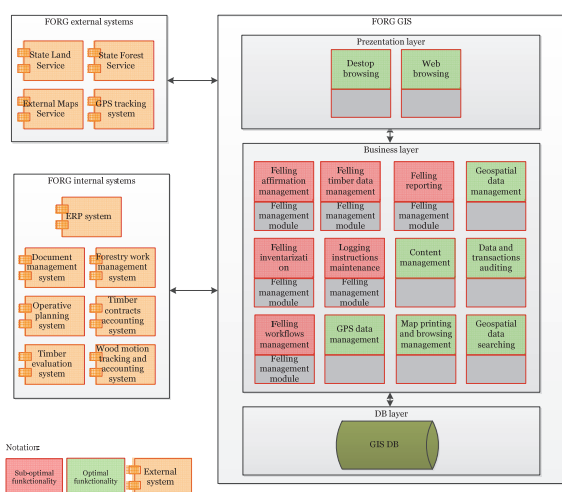 FORG external systems
State Land
Service
State Forest
Service
External Maps
Service
GPS tracking
system
FORG internal systems
ERP system
Document
management
system
Forestry work
management
system
Operative
planning
system
Timber
contracts
accounting
system
Timber
evaluation
system
Wood motion
tracking and
accounting
system
FORG GIS
Prezentation layer
Destop
browsing
Web
browsing
Business layer
Felling
affirmation
management
Felling
management
module
Felling
timber data
management
Felling
management
module
Felling
reporting
Felling
management
module
Geospatial
data
management
Felling
inventarizati
on
Felling
management
module
Logging
instructions
maintenance
Felling
management
module
Content
management
Data and
transactions
auditing
Felling
workflows
management
Felling
management
module
GPS data
management
Map printing
and browsing
management
Geospatial
data
searching
DB layer
GIS DB
Notation:
Sub-optimal
funkctionality
Optimal
funkctionality
External
system